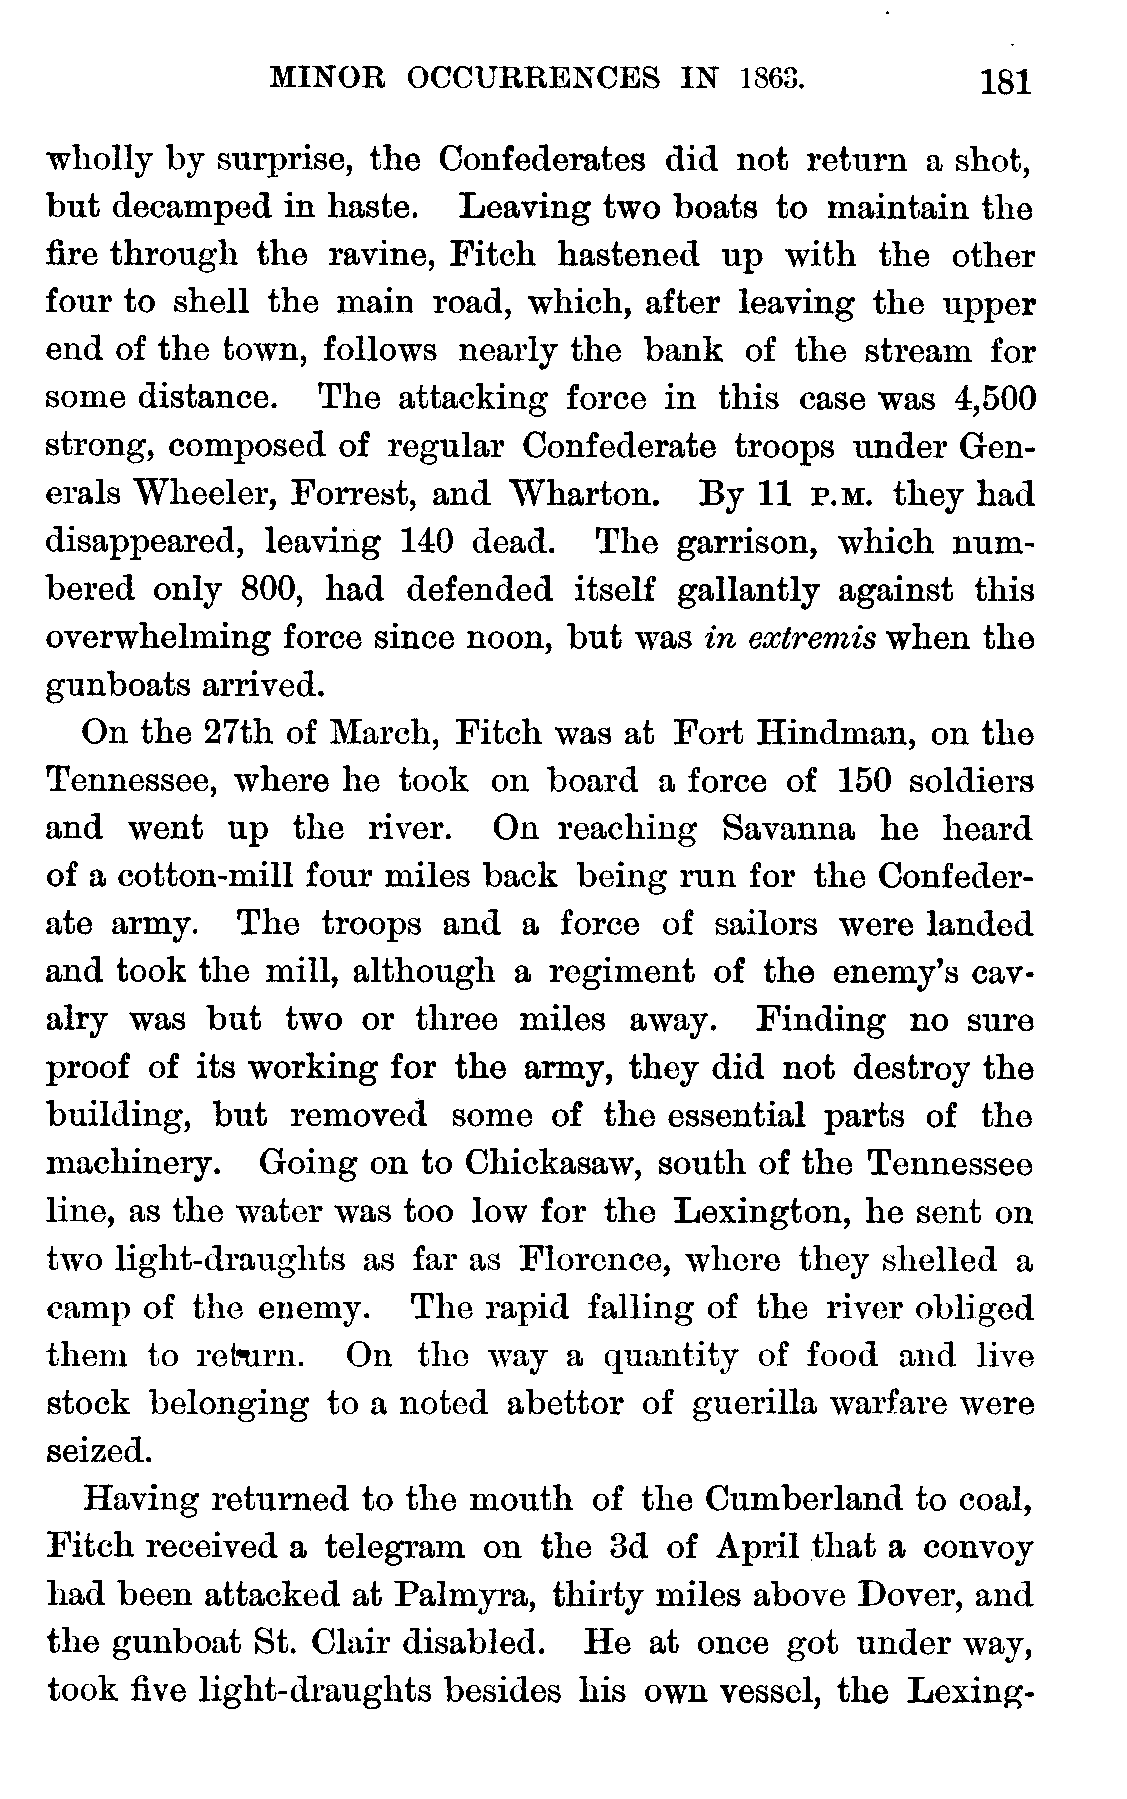 MINOR OCCURRENCES IN 1863. 181
wholly by surprise, the Confederates did not return a shot,
but decamped in haste. Leaving two boats to maintain the
fire through the ravine, Fitch hastened up with the other
four to shell the main road, which, after leaving the upper
end of the town, follows nearly the bank of the stream for
some distance. The attacking force in this case was 4,500
strong, composed of regular Confederate troops under Gen-
erals Wheeler, Forrest, and Wharton. By 11 P.M. they had
disappeared, leaving 140 dead. The garrison, which num-
bered only 800, had defended itself gallantly against this
overwhelming force since noon, but was in extremis when the
gunboats arrived.
On the 27th of March, Fitch was at Fort Hindman, on the
Tennessee, where he took on board a force of 150 soldiers
and went up the river. On reaching Savanna he heard
of a cotton-mill four miles back being run for the Confeder-
ate army. The troops and a force of sailors were landed
and took the mill, although a regiment of the enemy's cav-
alry was but two or three miles away. Finding no sure
proof of its working for the army, they did not destroy the
building, but removed some of the essential parts of the
machinery. Going on to Chickasaw, south of the Tennessee
line, as the water was too low for the Lexington, he sent on
two light-draughts as far as Florence, where they shelled a
camp of the enemy. The rapid falling of the river obliged
them to return. On the way a quantity of food and live
stock belonging to a noted abettor of guerilla warfare were
seized.
Having returned to the mouth of the Cumberland to coal,
Fitch received a telegram on the 3d of April that a convoy
had been attacked at Palmyra, thirty miles above Dover, and
the gunboat St. Clair disabled. He at once got under way,
took five light-draughts besides his own vessel, the Lexing-